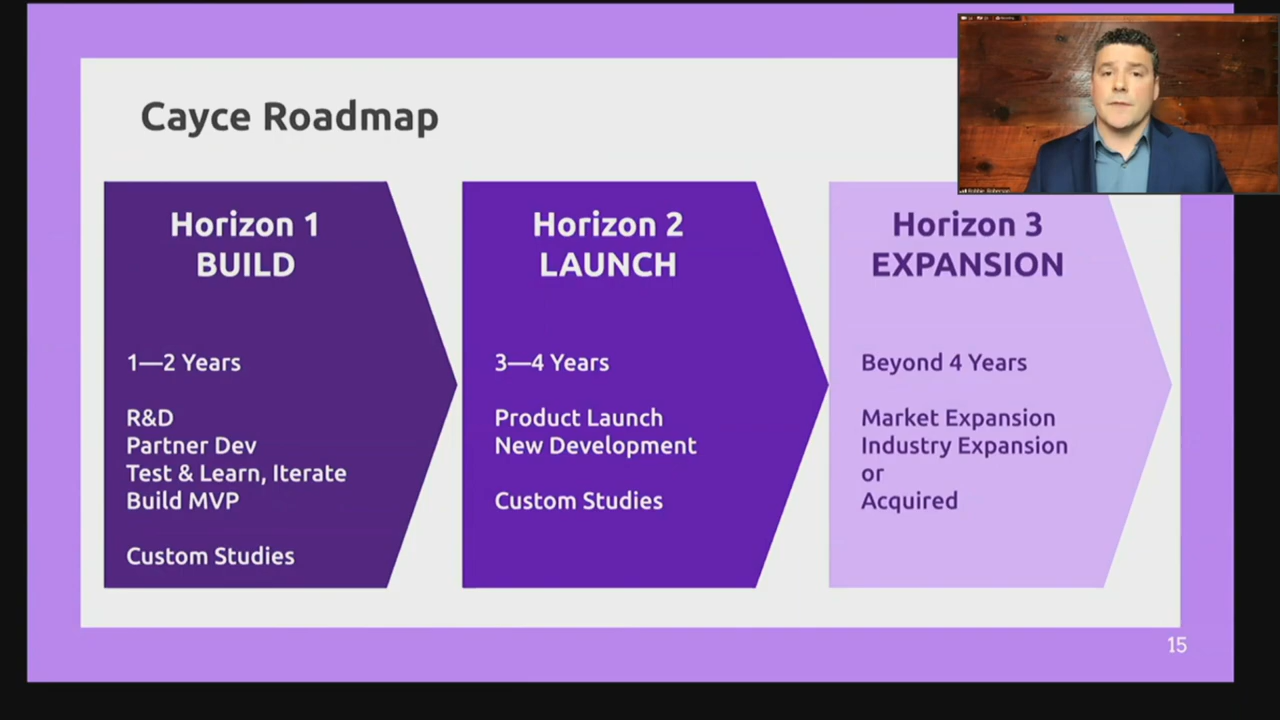 Cayce Roadmap
Horizon 1
BUILD
1—2 Years
R&D
Partner Dev
Test & Learn, Iterate
Build MVP
Custom Studies
Horizon 2
LAUNCH
3—4 Years
Product Launch
New Development
Custom Studies
Horizon 3
EXPANSION
Beyond 4 Years
Market Expansion
Industry Expansion
or
Acquired
15